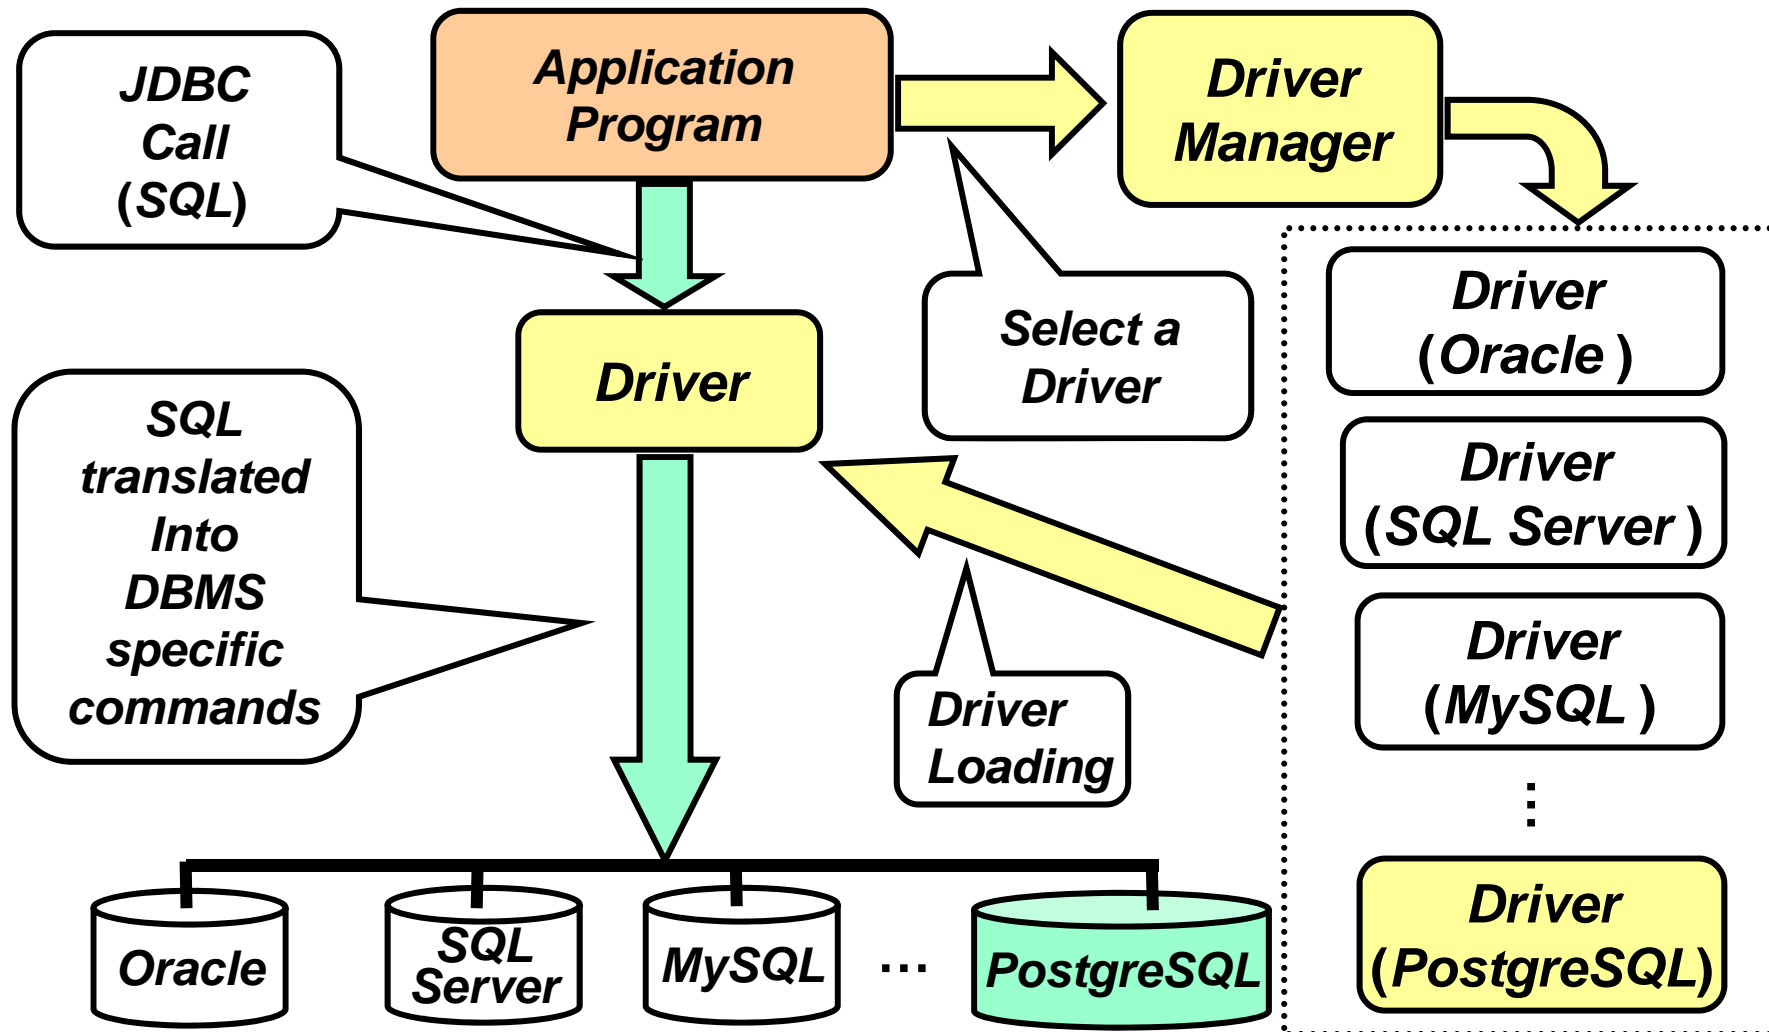 JDBC
Call
(SQL)
Application
Program
Driver
Manager
Select a
Driver
Driver
SQL
translated
Into
DBMS
specific
commands
Driver
Loading
Driver
(Oracle )
Driver
(SQL Server )
Driver
(MySQL )
⋮
Driver
(PostgreSQL)
Oracle
SQL
Server
MySQL
...
PostgreSQL